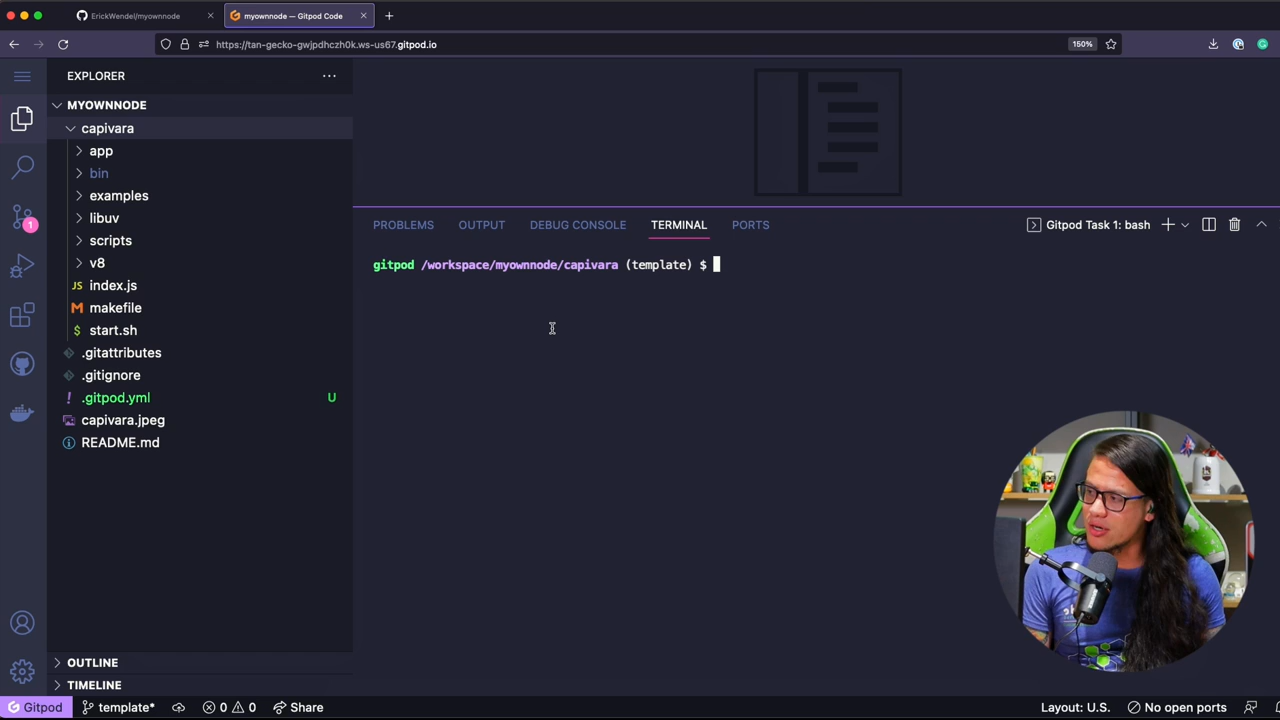 ErickWendel/myownnode
myownnode — Gitpod Code
https://tan-gecko-gwjpdhczh0k.ws-us67.gitpod.io
150%
EXPLORER
MYOWNNODE
capivara
app
bin
examples
libuv
scripts
v8
JS index.js
M makefile
$ start.sh
.gitattributes
.gitignore
! .gitpod.yml U
capivara.jpeg
README.md
OUTLINE
TIMELINE
1
PROBLEMS OUTPUT DEBUG CONSOLE TERMINAL PORTS
Gitpod Task 1: bash
gitpod /workspace/myownnode/capivara (template) $
Gitpod template* 0 0 Share
Layout: U.S. No open ports